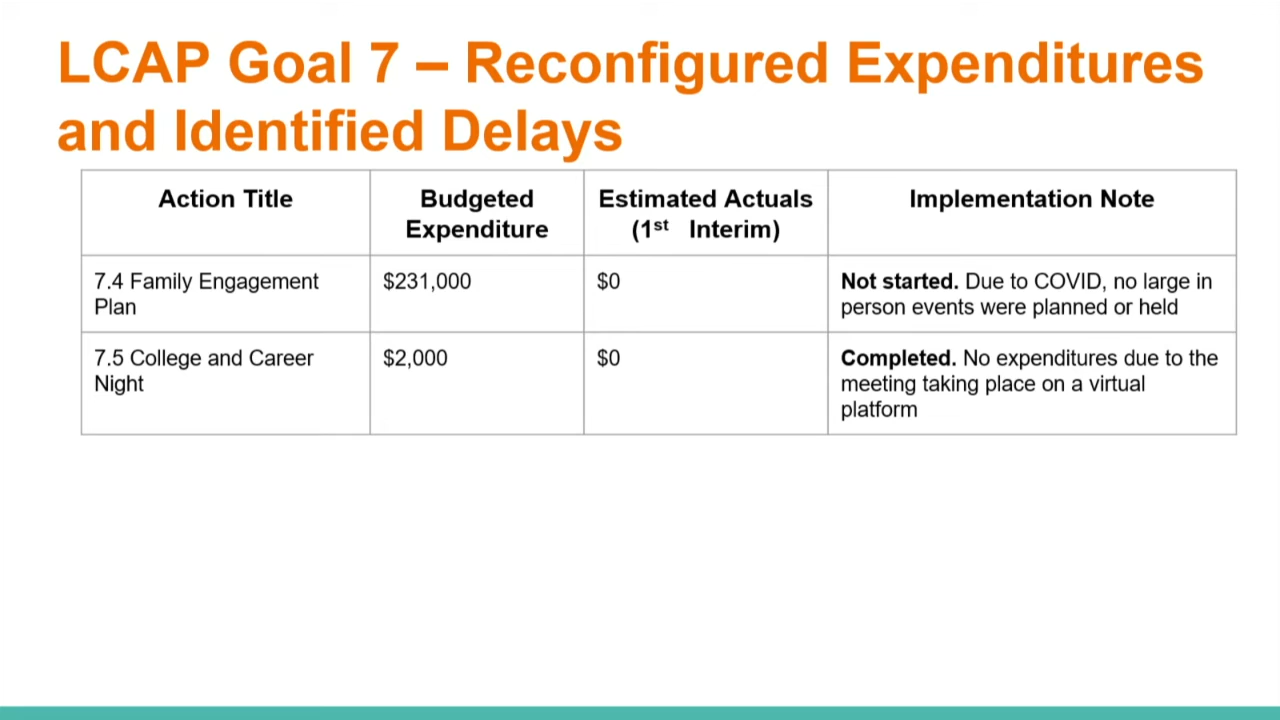 LCAP Goal 7 – Reconfigured Expenditures
and Identified Delays
Action Title
Budgeted
Expenditure
Estimated Actuals
(1st Interim)
Implementation Note
7.4 Family Engagement
Plan
$231,000
$0
Not started. Due to COVID, no large in
person events were planned or held
7.5 College and Career
Night
$2,000
$0
Completed. No expenditures due to the
meeting taking place on a virtual
platform